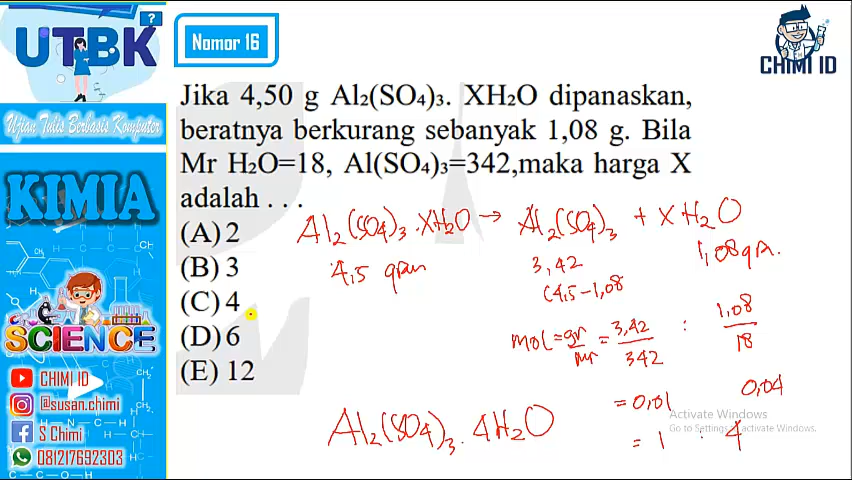 UTBK ?
Ujian Tulis Berbasis Komputer
Nomor 16
CHIMI ID
Jika 4,50 g Al₂(SO₄)₃. XH₂O dipanaskan,
beratnya berkurang sebanyak 1,08 g. Bila
Mr H₂O=18, Al(SO₄)₃=342,maka harga X
adalah . . .
(A) 2
(B) 3
(C) 4
(D) 6
(E) 12
Al₂(SO₄)₃ . XH₂O → Al₂(SO₄)₃ + XH₂O
4,5 gram
3,42
1,08 gr
(4,5 - 1,08
mol = gr/mr = 3,42/342 : 1,08/18
= 0,01 0,04
= 1 : 4
Al₂(SO₄)₃ . 4H₂O
KIMIA
SCIENCE
CHIMI ID
@susan.chimi
S Chimi
081217692303
Activate Windows
Go to Settings to activate Windows.